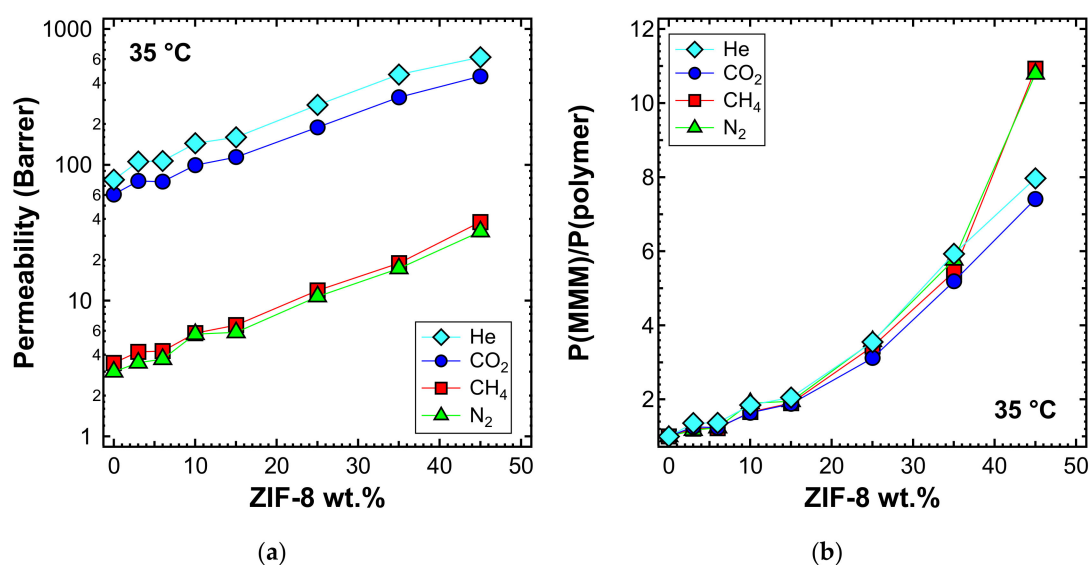 35 °C
Permeability (Barrer)
1000
6
4
2
100
6
4
2
10
6
4
2
1
He
CO₂
CH₄
N₂
0 10 20 30 40 50
ZIF-8 wt.%
(a)
P(MMM)/P(polymer)
12
10
8
6
4
2
He
CO₂
CH₄
N₂
35 °C
0 10 20 30 40 50
ZIF-8 wt.%
(b)